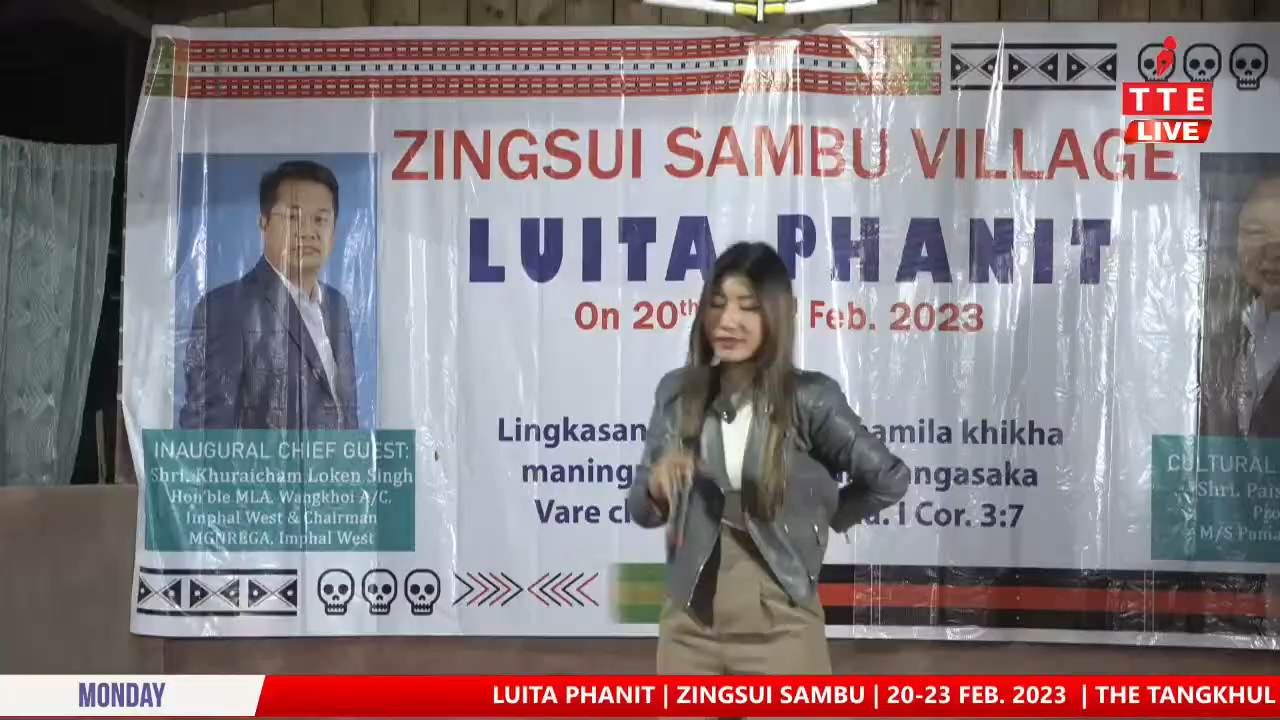 TTE
LIVE
ZINGSUI SAMBU VILLAGE
LUITA PHANIT
On 20th Feb. 2023
Lingkasan amila khikha
angasaka
Vare I Cor. 3:7
INAUGURAL CHIEF GUEST:
Shri. Khuraicham Loken Singh
Hon'ble MLA, Wangkhoi A/C.
Imphal West & Chairman
MGNREGA, Imphal West
CULTURAL
Shri.
M/S
MONDAY
LUITA PHANIT | ZINGSUI SAMBU | 20-23 FEB. 2023 | THE TANGKHUL